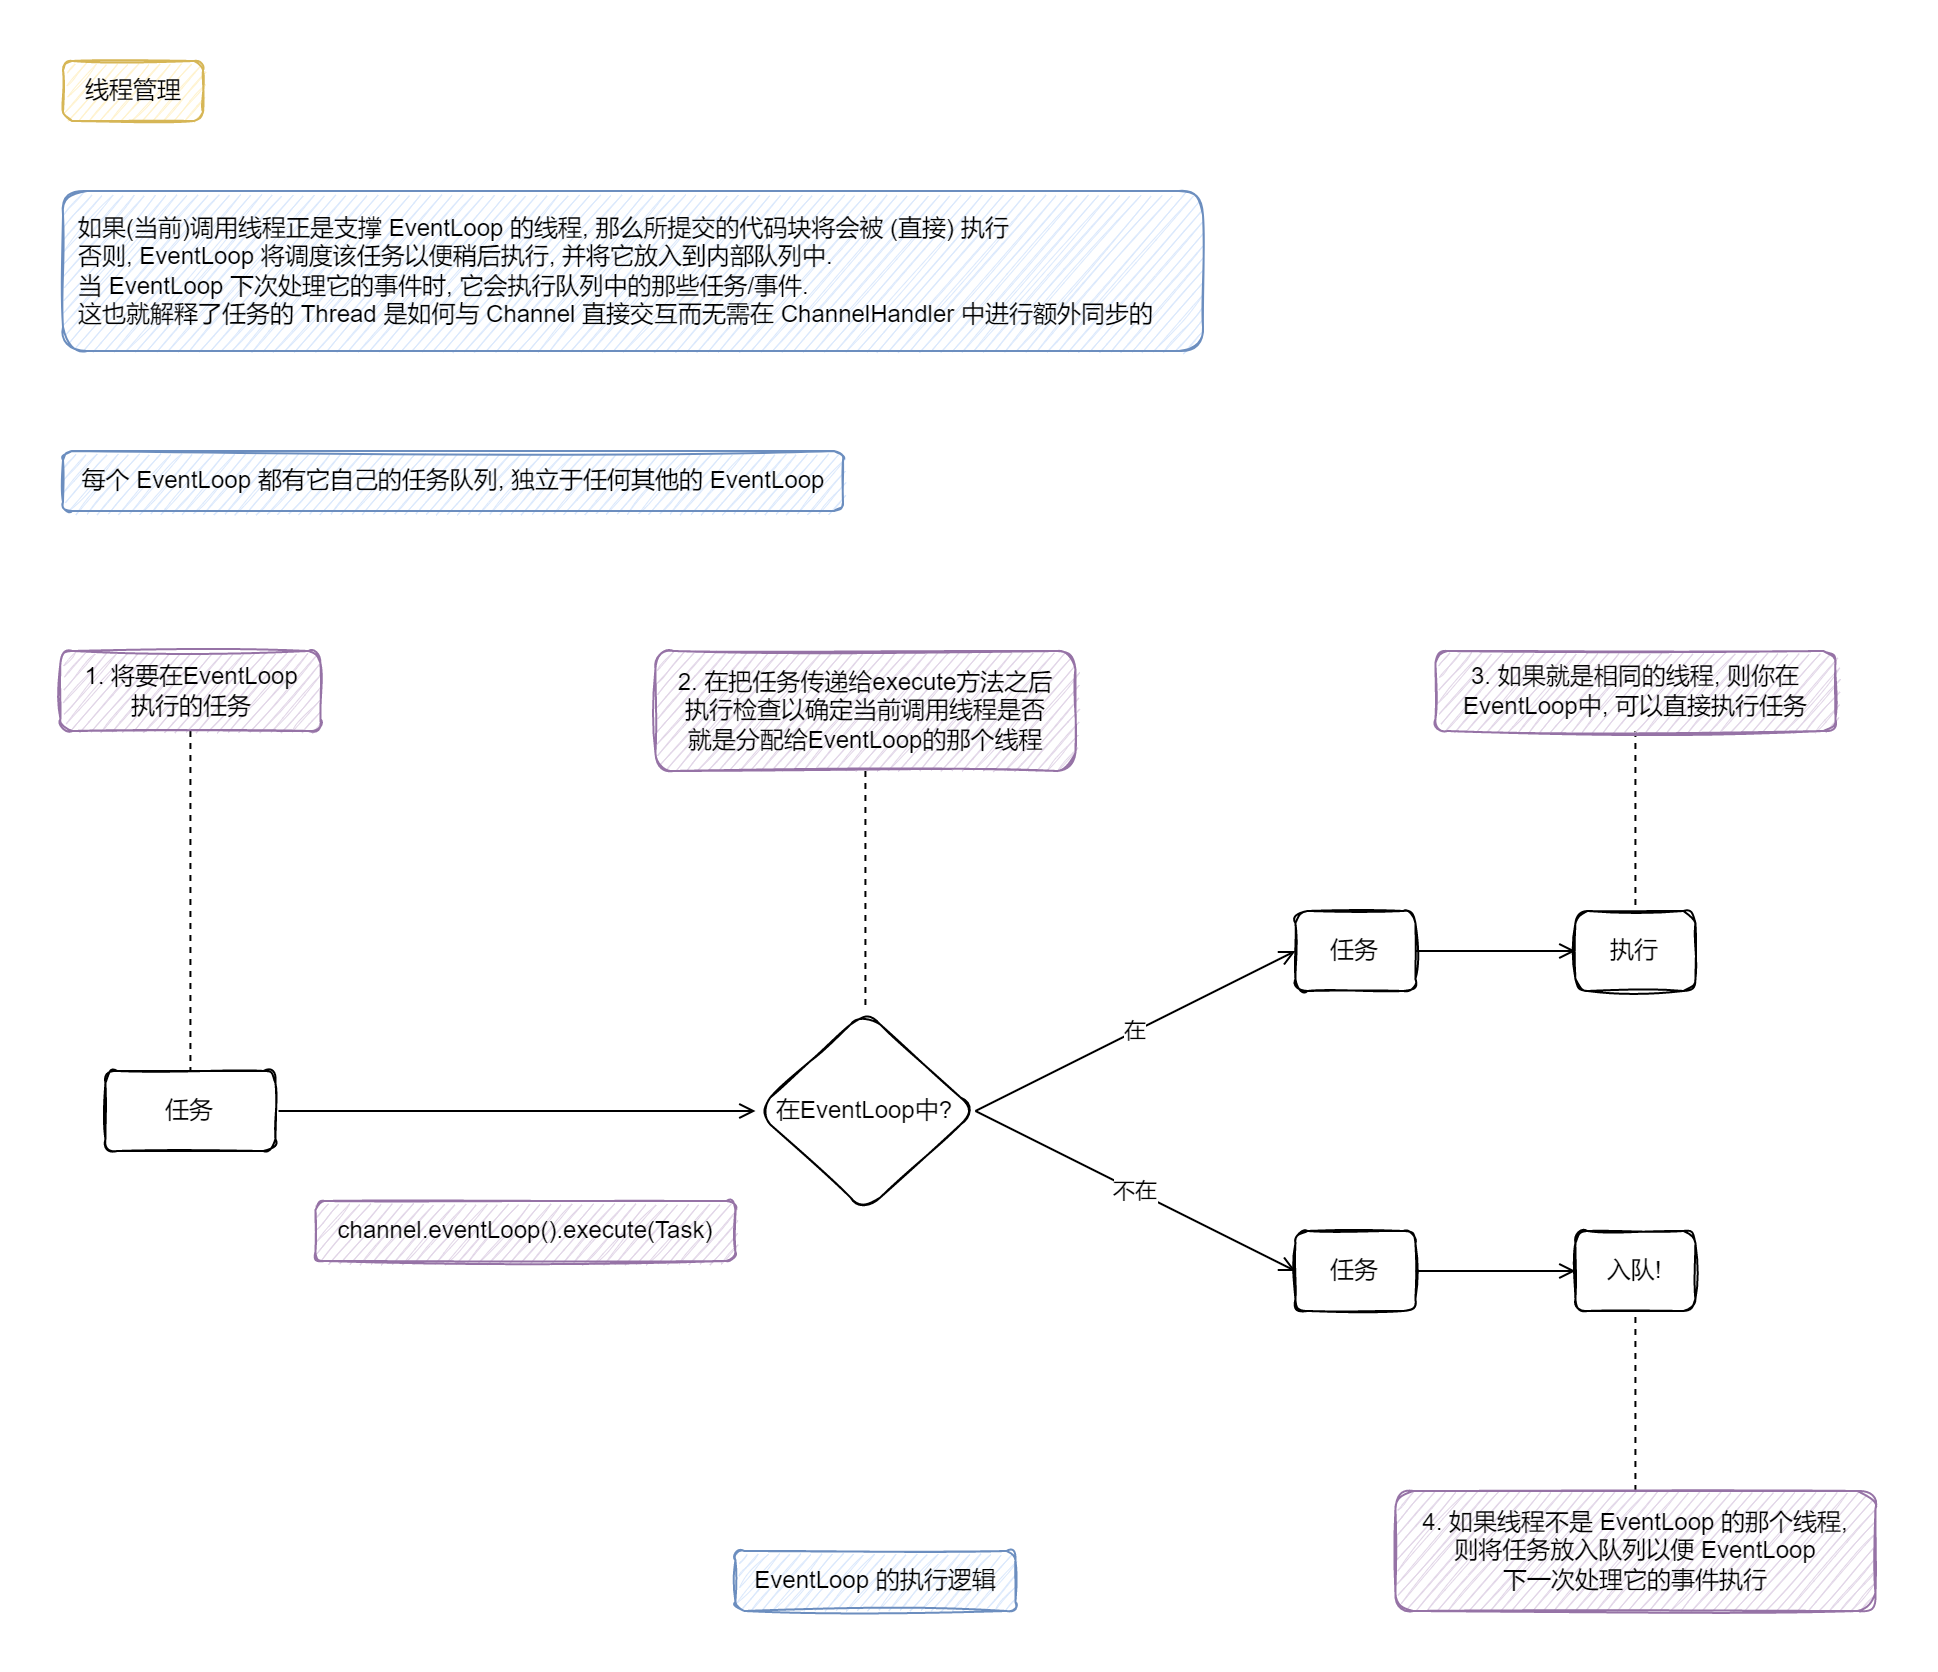 线程管理
如果(当前)调用线程正是支撑 EventLoop 的线程, 那么所提交的代码块将会被 (直接) 执行
否则, EventLoop 将调度该任务以便稍后执行, 并将它放入到内部队列中.
当 EventLoop 下次处理它的事件时, 它会执行队列中的那些任务/事件.
这也就解释了任务的 Thread 是如何与 Channel 直接交互而无需在 ChannelHandler 中进行额外同步的
每个 EventLoop 都有它自己的任务队列, 独立于任何其他的 EventLoop
1. 将要在EventLoop
执行的任务
2. 在把任务传递给execute方法之后
执行检查以确定当前调用线程是否
就是分配给EventLoop的那个线程
3. 如果就是相同的线程, 则你在
EventLoop中, 可以直接执行任务
任务
执行
在
任务
在EventLoop中?
不在
channel.eventLoop().execute(Task)
任务
入队!
4. 如果线程不是 EventLoop 的那个线程,
则将任务放入队列以便 EventLoop
下一次处理它的事件执行
EventLoop 的执行逻辑